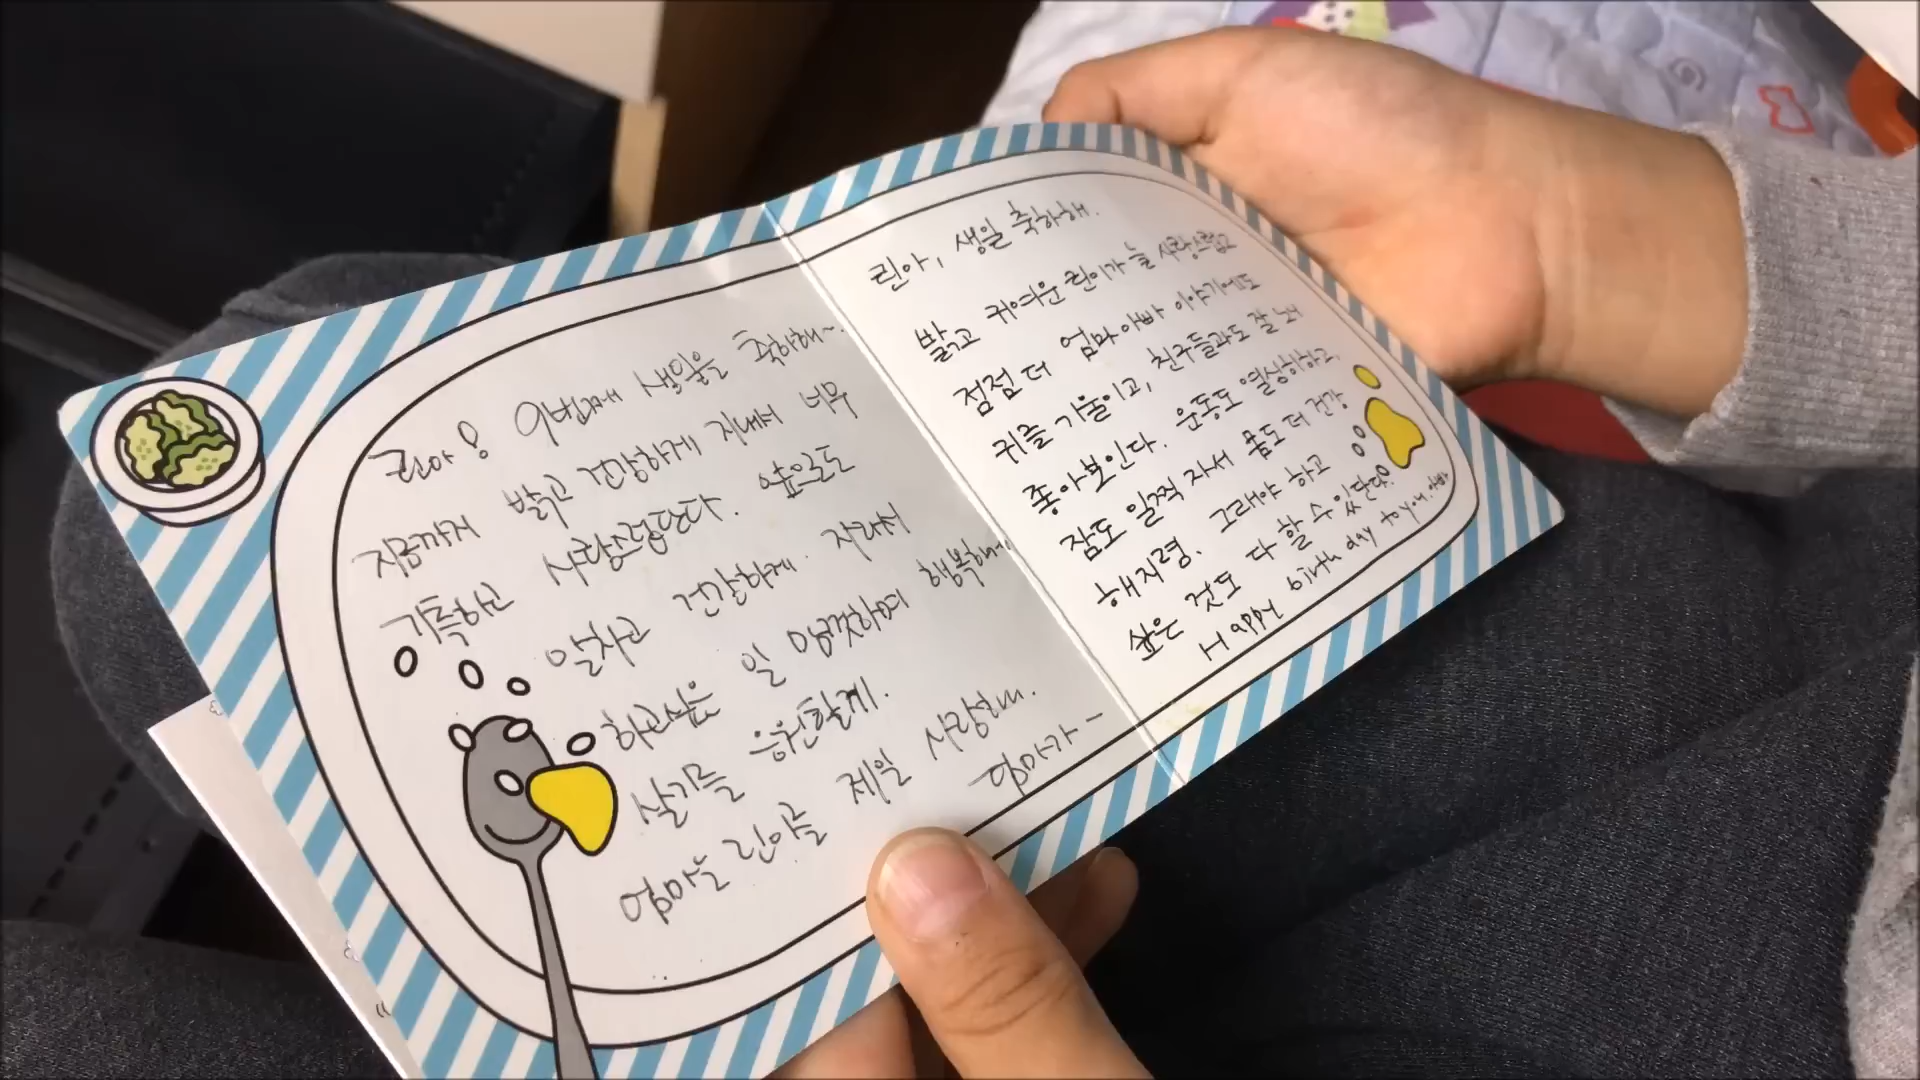 린아! 9번째 생일을 축하해~.
지금까지 밝고 건강하게 지내서 너무
기특하고 사랑스럽단다. 앞으로도
알차고 건강하게 자라서
하고싶은 일 맘껏하며 행복하게
살기를 응원할게.
엄마는 린아를 제일 사랑해.
엄마가-
린아, 생일 축하해.
밝고 귀여운 린이가 늘 사랑스럽고
점점 더 엄마아빠 이야기에도
귀를 기울이고, 친구들과도 잘 놀
좋아보인다. 운동도 열심히하고,
잠도 일찍 자서 몸도 더 건강
해지렴. 그래야 하고
싶은 것도 다 할 수 있단다.
Happy birth day to you. 아빠